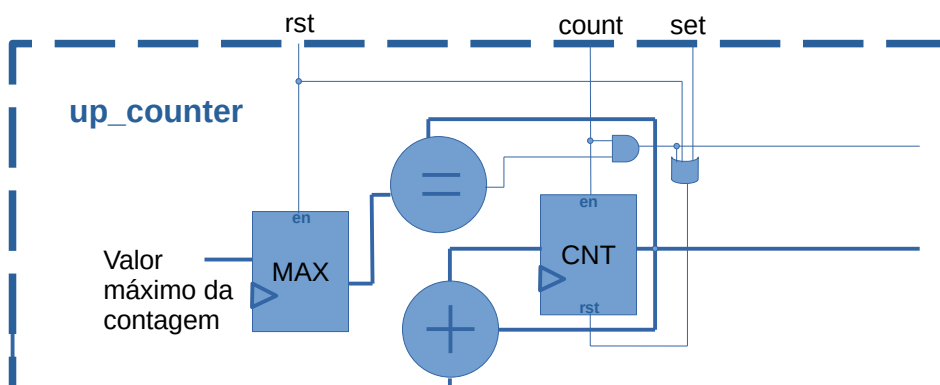 rst
count
set
up_counter
=
en
en
Valor
máximo da
contagem
MAX
CNT
+
rst